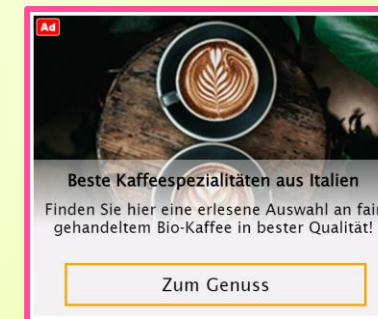 Ad
Beste Kaffeespezialitäten aus Italien
Finden Sie hier eine erlesene Auswahl an fair
gehandeltem Bio-Kaffee in bester Qualität!
Zum Genuss